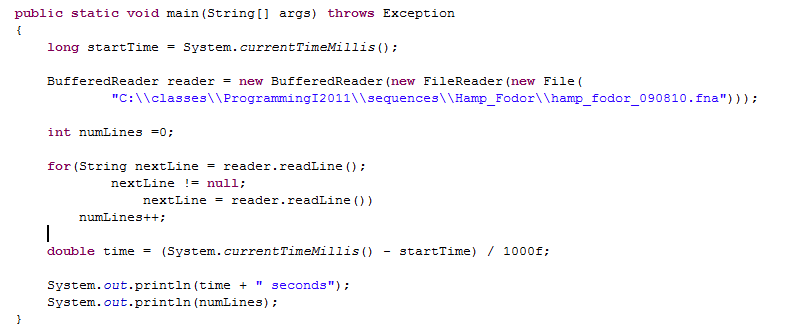 public static void main(String[] args) throws Exception
{
    long startTime = System.currentTimeMillis();
    BufferedReader reader = new BufferedReader(new FileReader(new File(
            "C:\\classes\\ProgrammingI2011\\sequences\\Hamp_Fodor\\hamp_fodor_090810.fna")));
    int numLines =0;
    for(String nextLine = reader.readLine();
            nextLine != null;
                nextLine = reader.readLine())
        numLines++;
    double time = (System.currentTimeMillis() - startTime) / 1000f;
    System.out.println(time + " seconds");
    System.out.println(numLines);
}